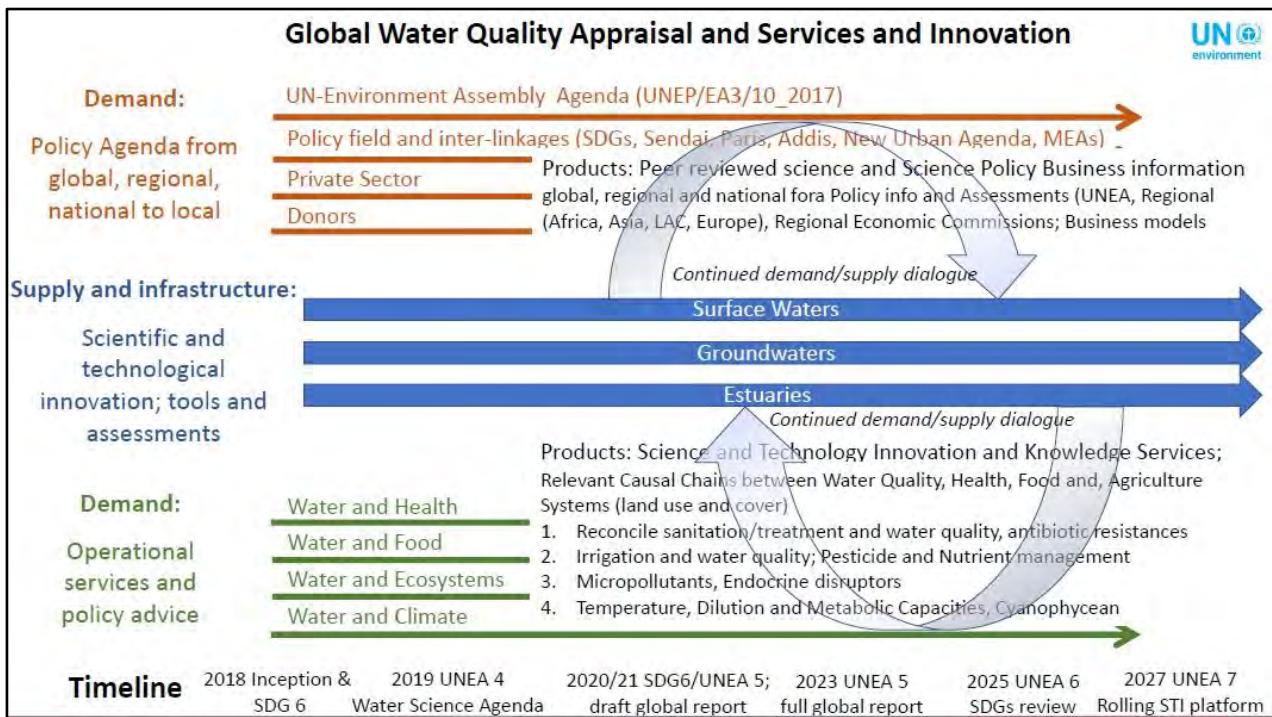 Global Water Quality Appraisal and Services and Innovation
UN
environment
Demand:
Policy Agenda from
global, regional,
national to local
UN-Environment Assembly Agenda (UNEP/EA3/10_2017)
Policy field and inter-linkages (SDGs, Sendai, Paris, Addis, New Urban Agenda, MEAs)
Private Sector
Donors
Products: Peer reviewed science and Science Policy Business information
global, regional and national fora Policy info and Assessments (UNEA, Regional
(Africa, Asia, LAC, Europe), Regional Economic Commissions; Business models
Continued demand/supply dialogue
Supply and infrastructure:
Scientific and
technological
innovation; tools and
assessments
Surface Waters
Groundwaters
Estuaries
Continued demand/supply dialogue
Products: Science and Technology Innovation and Knowledge Services;
Relevant Causal Chains between Water Quality, Health, Food and, Agriculture
Systems (land use and cover)
1. Reconcile sanitation/treatment and water quality, antibiotic resistances
2. Irrigation and water quality; Pesticide and Nutrient management
3. Micropollutants, Endocrine disruptors
4. Temperature, Dilution and Metabolic Capacities, Cyanophycean
Demand:
Operational
services and
policy advice
Water and Health
Water and Food
Water and Ecosystems
Water and Climate
Timeline
2018 Inception &
SDG 6
2019 UNEA 4
Water Science Agenda
2020/21 SDG6/UNEA 5;
draft global report
2023 UNEA 5
full global report
2025 UNEA 6
SDGs review
2027 UNEA 7
Rolling STI platform